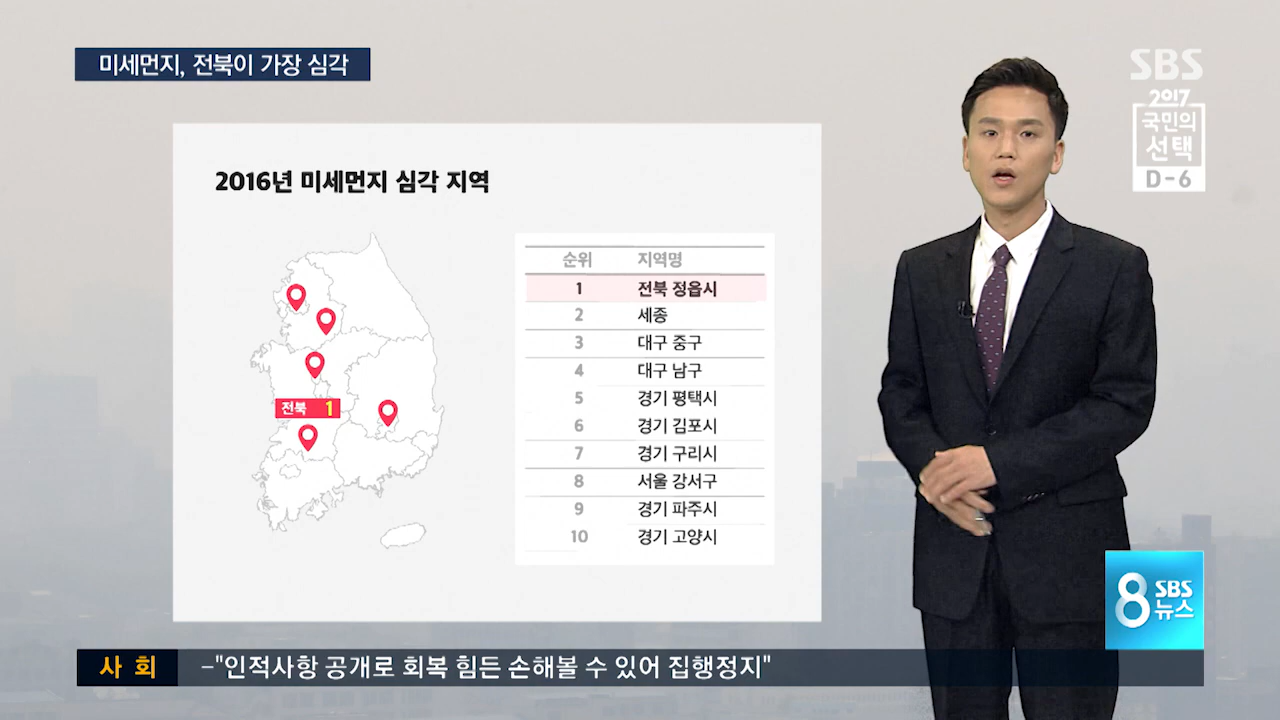 미세먼지, 전북이 가장 심각
SBS
2017
국민의
선택
D-6
2016년 미세먼지 심각 지역
순위 지역명
1 전북 정읍시
2 세종
3 대구 중구
4 대구 남구
5 경기 평택시
6 경기 김포시
7 경기 구리시
8 서울 강서구
9 경기 파주시
10 경기 고양시
전북 1
8 SBS
뉴스
사회 -"인적사항 공개로 회복 힘든 손해볼 수 있어 집행정지"